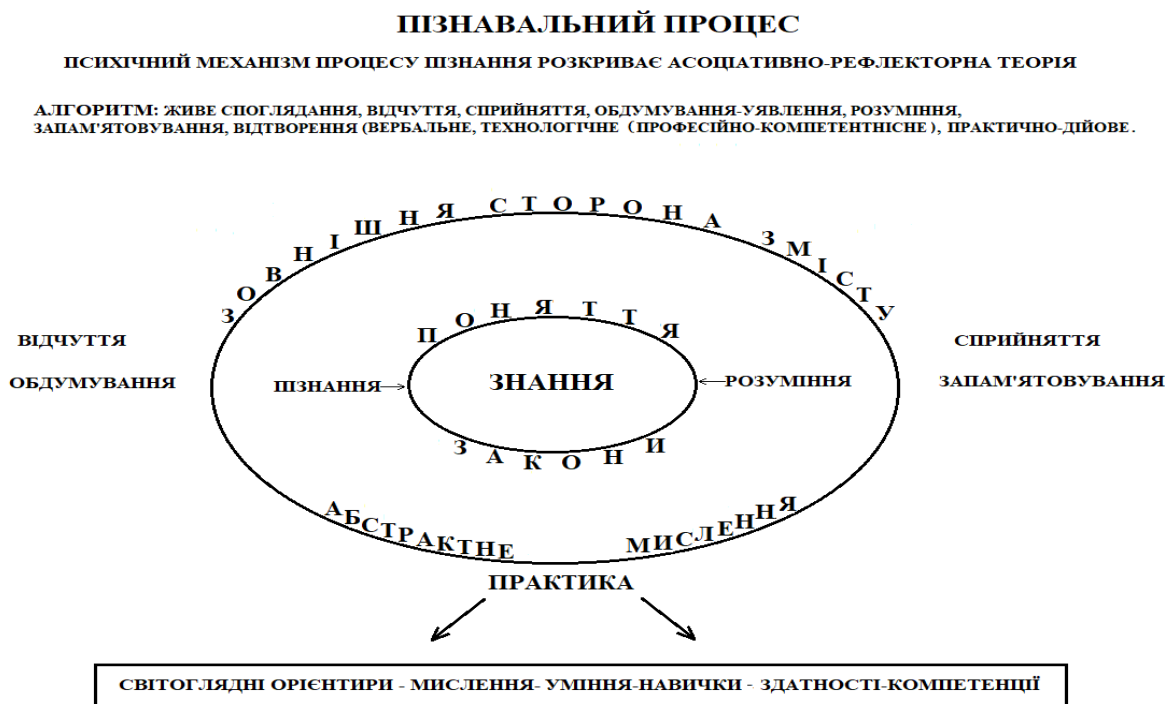 ПІЗНАВАЛЬНИЙ ПРОЦЕС
ПСИХІЧНИЙ МЕХАНІЗМ ПРОЦЕСУ ПІЗНАННЯ РОЗКРИВАЄ АСОЦІАТИВНО-РЕФЛЕКТОРНА ТЕОРІЯ
АЛГОРИТМ: ЖИВЕ СПОГЛЯДАННЯ, ВІДЧУТТЯ, СПРИЙНЯТТЯ, ОБДУМУВАННЯ-УЯВЛЕННЯ, РОЗУМІННЯ,
ЗАПАМ'ЯТОВУВАННЯ, ВІДТВОРЕННЯ (ВЕРБАЛЬНЕ, ТЕХНОЛОГІЧНЕ (ПРОФЕСІЙНО-КОМПЕТЕНТНІСНЕ), ПРАКТИЧНО-ДІЙОВЕ.
ЗОВНІШНЯ СТОРОНА ЗМІСТУ
ПОНЯТТЯ
ВІДЧУТТЯ
СПРИЙНЯТТЯ
ОБДУМУВАННЯ
ПІЗНАННЯ
ЗНАННЯ
РОЗУМІННЯ
ЗАПАМ'ЯТОВУВАННЯ
ЗАКОНИ
АБСТРАКТНЕ МИСЛЕННЯ
ПРАКТИКА
СВІТОГЛЯДНІ ОРІЄНТИРИ - МИСЛЕННЯ- УМІННЯ-НАВИЧКИ - ЗДАТНОСТІ-КОМПЕТЕНЦІЇ